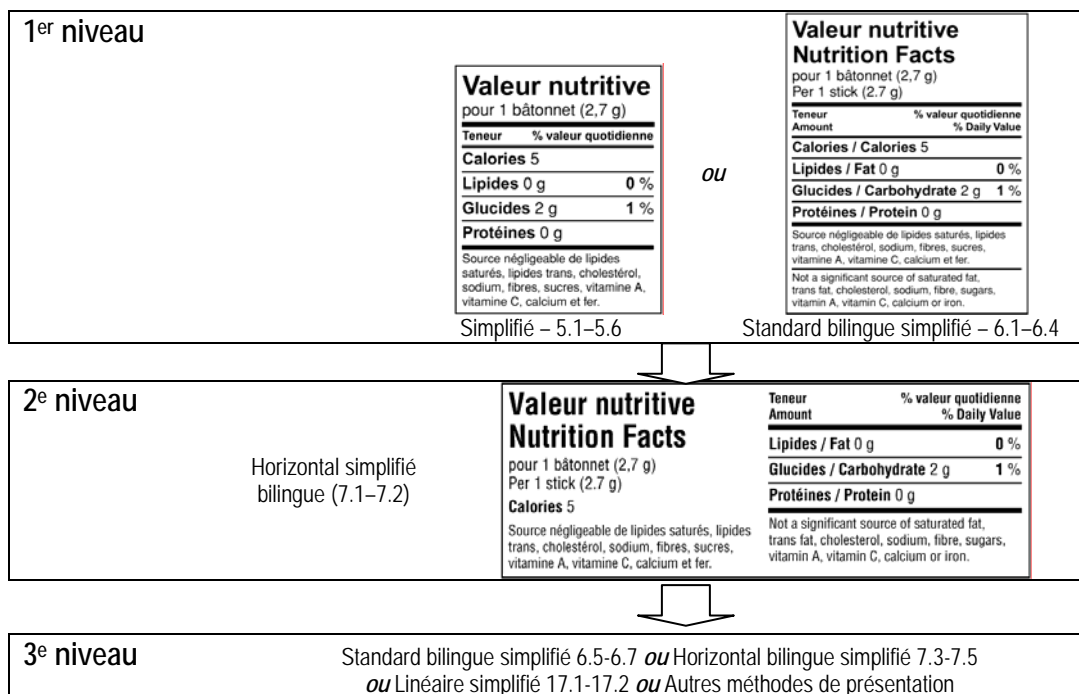 1er niveau
Valeur nutritive
pour 1 bâtonnet (2,7 g)
Teneur % valeur quotidienne
Calories 5
Lipides 0 g 0 %
Glucides 2 g 1 %
Protéines 0 g
Source négligeable de lipides
saturés, lipides trans, cholestérol,
sodium, fibres, sucres, vitamine A,
vitamine C, calcium et fer.
Simplifié – 5.1–5.6
ou
Valeur nutritive
Nutrition Facts
pour 1 bâtonnet (2,7 g)
Per 1 stick (2.7 g)
Teneur % valeur quotidienne
Amount % Daily Value
Calories / Calories 5
Lipides / Fat 0 g 0 %
Glucides / Carbohydrate 2 g 1 %
Protéines / Protein 0 g
Source négligeable de lipides saturés, lipides
trans, cholestérol, sodium, fibres, sucres,
vitamine A, vitamine C, calcium et fer.
Not a significant source of saturated fat,
trans fat, cholesterol, sodium, fibre, sugars,
vitamin A, vitamin C, calcium or iron.
Standard bilingue simplifié – 6.1–6.4
2e niveau
Horizontal simplifié
bilingue (7.1–7.2)
Valeur nutritive
Nutrition Facts
pour 1 bâtonnet (2,7 g)
Per 1 stick (2.7 g)
Calories 5
Source négligeable de lipides saturés, lipides
trans, cholestérol, sodium, fibres, sucres,
vitamine A, vitamine C, calcium et fer.
Teneur % valeur quotidienne
Amount % Daily Value
Lipides / Fat 0 g 0 %
Glucides / Carbohydrate 2 g 1 %
Protéines / Protein 0 g
Not a significant source of saturated fat,
trans fat, cholesterol, sodium, fibre, sugars,
vitamin A, vitamin C, calcium or iron.
3e niveau
Standard bilingue simplifié 6.5-6.7 ou Horizontal bilingue simplifié 7.3-7.5
ou Linéaire simplifié 17.1-17.2 ou Autres méthodes de présentation